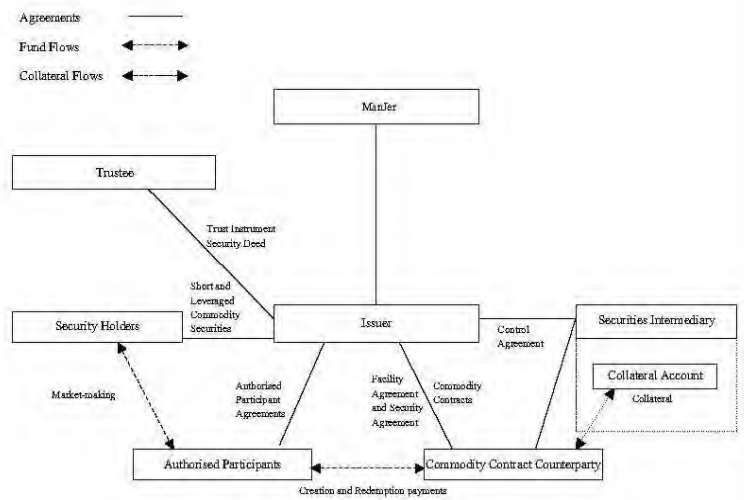 Agreements
Fund Flows
Collateral Flows
ManJer
Trustee
Trust Instrument
Security Deed
Short and
Leveraged
Commodity
Securities
Security Holders
Issuer
Securities Intermediary
Control
Agreement
Collateral Account
Collateral
Market-making
Authorised
Participant
Agreements
Facility
Agreement
and Security
Agreement
Commodity
Contracts
Authorised Participants
Commodity Contract Counterparty
Creation and Redemption payments